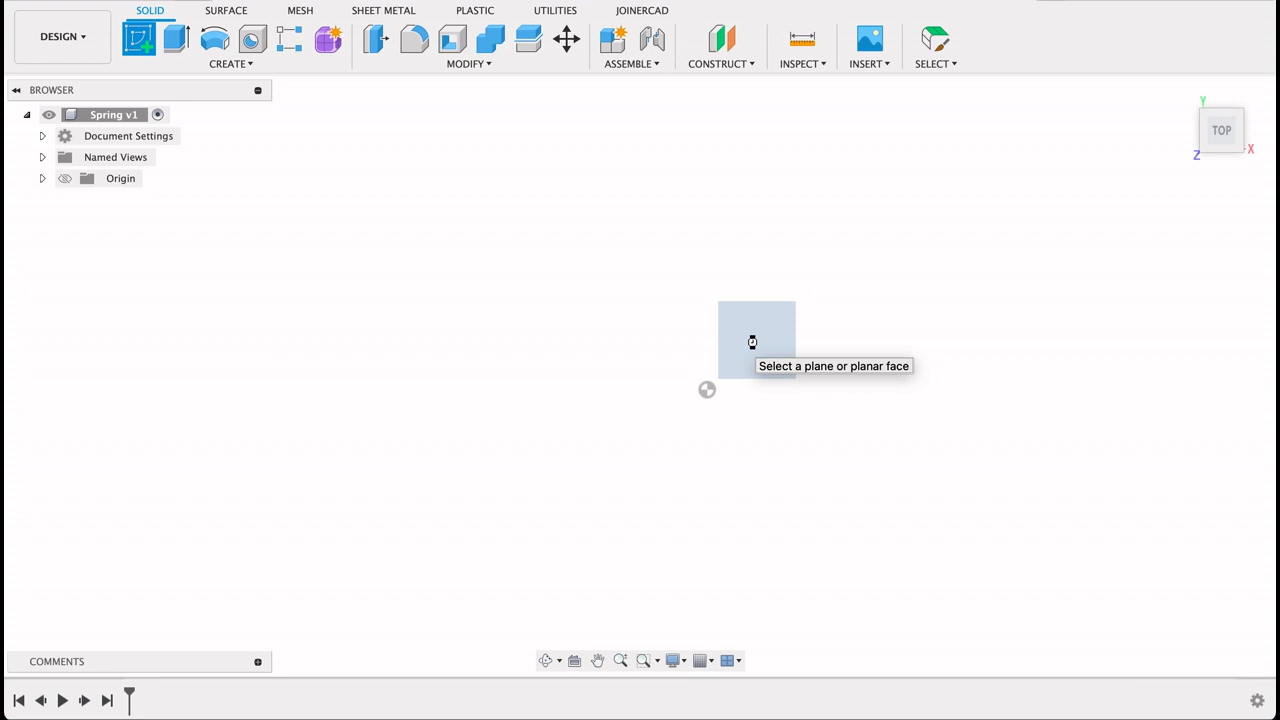 SOLID SURFACE MESH SHEET METAL PLASTIC UTILITIES JOINERCAD
DESIGN
CREATE MODIFY ASSEMBLE CONSTRUCT INSPECT INSERT SELECT
BROWSER
Spring v1
Document Settings
Named Views
Origin
Y
TOP
X
Z
Select a plane or planar face
COMMENTS